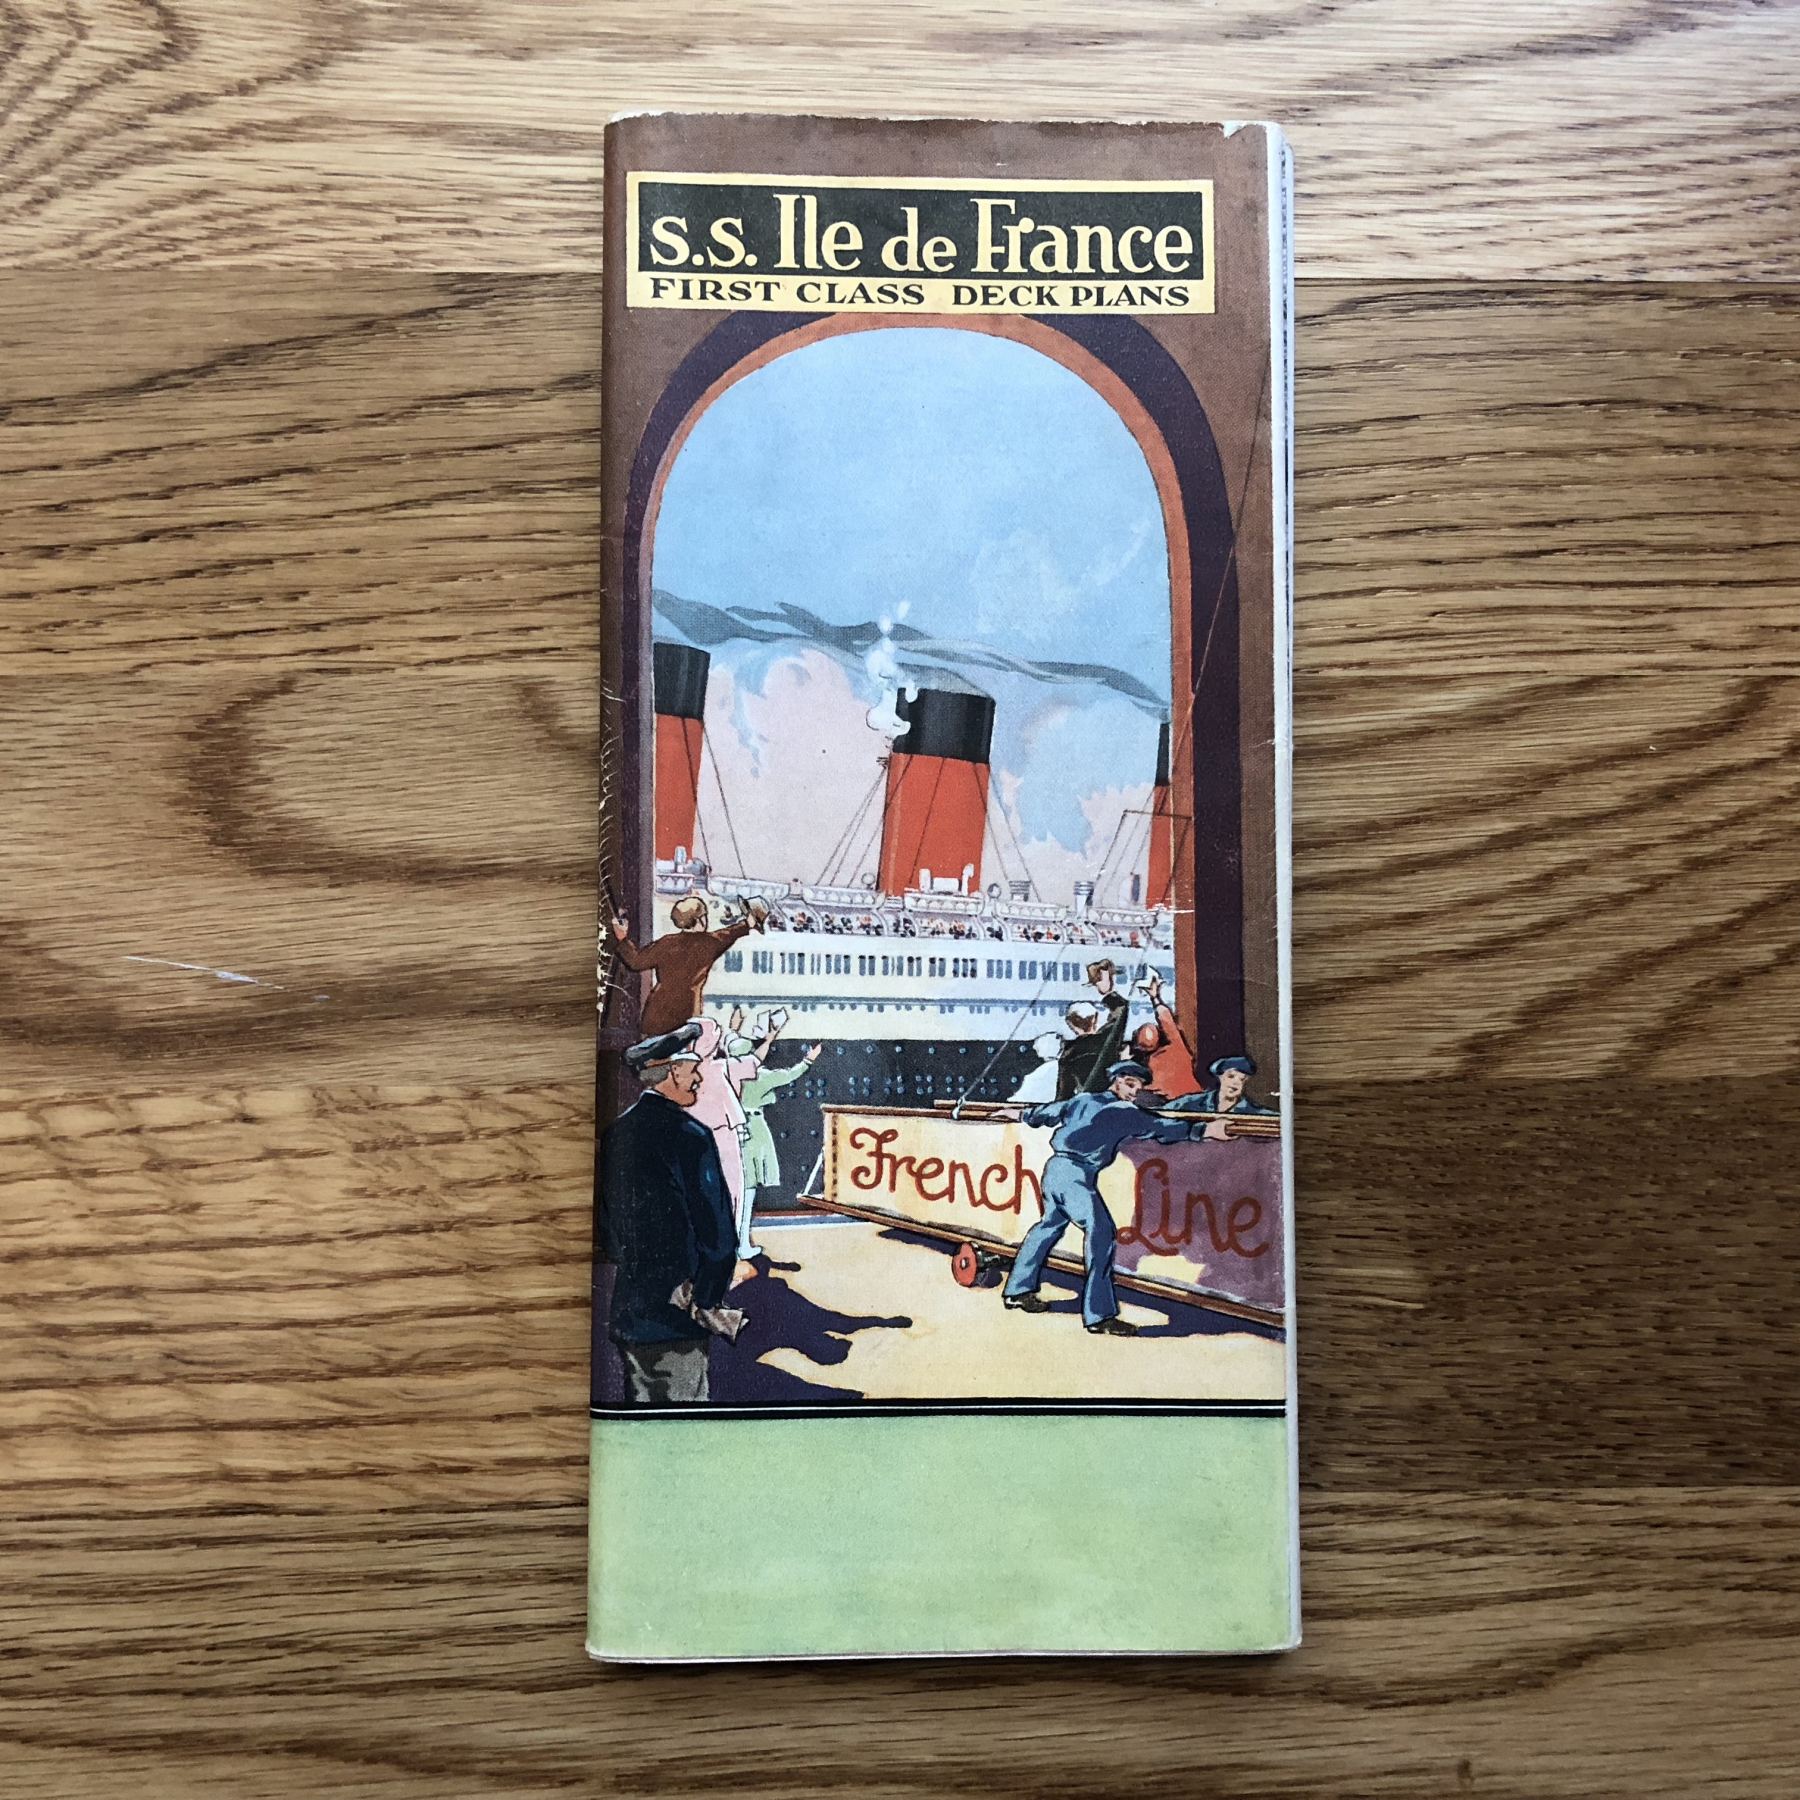 S.S. Ile de France
FIRST CLASS DECK PLANS
French Line